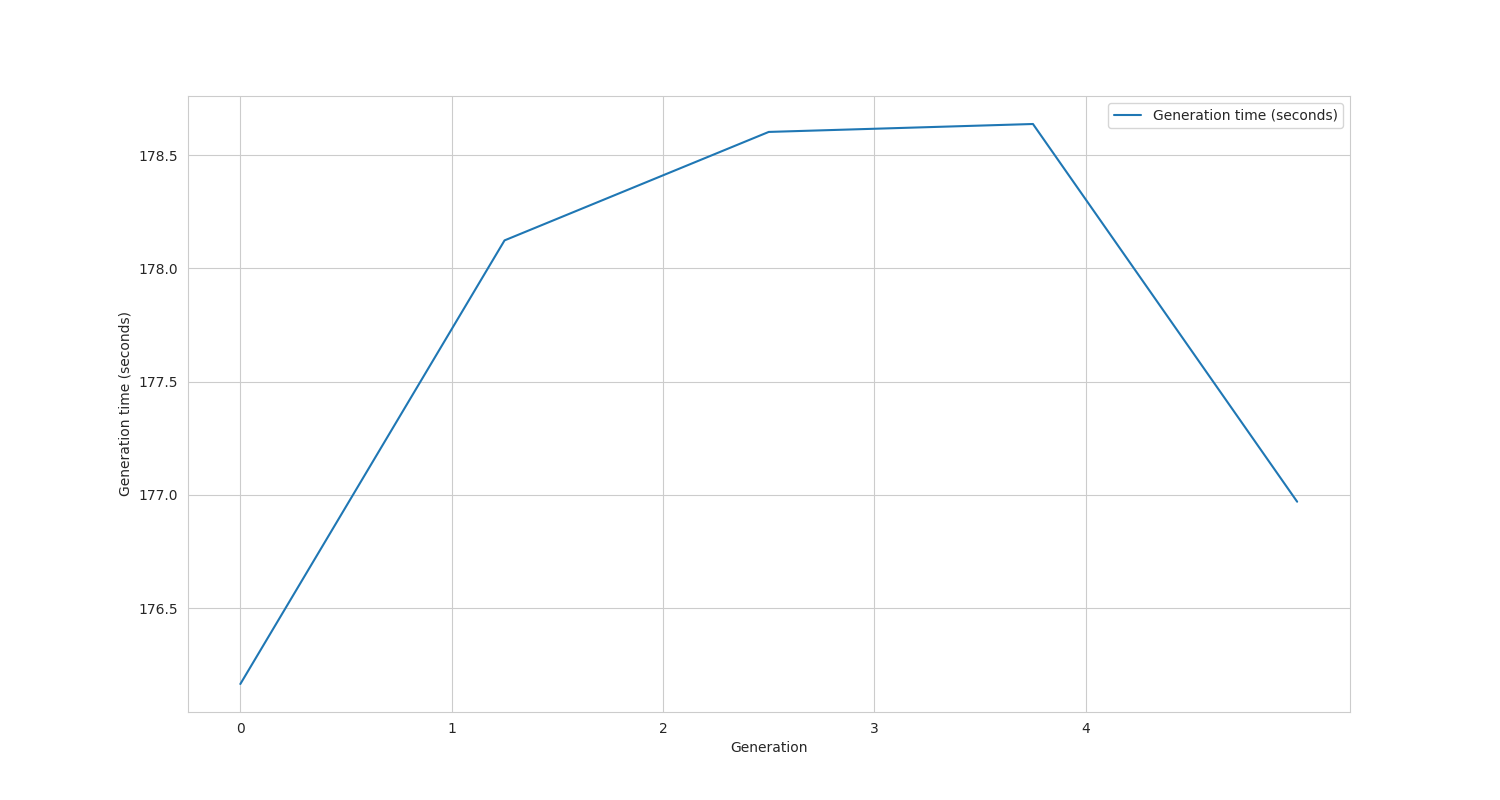 Generation time (seconds)
178.5
178.0
177.5
177.0
176.5
Generation time (seconds)
0 1 2 3 4
Generation